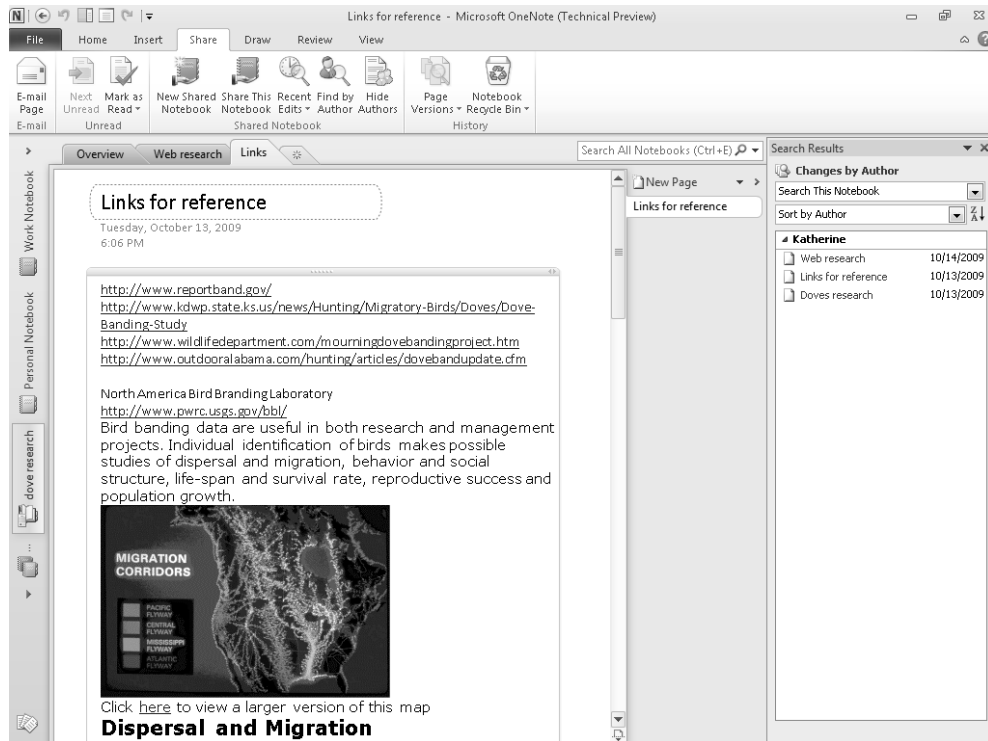 Links for reference - Microsoft OneNote (Technical Preview)
File Home Insert Share Draw Review View
E-mail Page
Next Unread
Mark as Read
New Shared Notebook
Share This Notebook
Recent Edits
Find by Author
Hide Authors
Page Versions
Notebook Recycle Bin
E-mail Unread Shared Notebook History
Overview Web research Links
Search All Notebooks (Ctrl+E)
Work Notebook
Personal Notebook
dove research
Links for reference
Tuesday, October 13, 2009
6:06 PM
http://www.reportband.gov/
http://www.kdwp.state.ks.us/news/Hunting/Migratory-Birds/Doves/Dove-
Banding-Study
http://www.wildlifedepartment.com/mourningdovebandingproject.htm
http://www.outdooralabama.com/hunting/articles/dovebandupdate.cfm
North America Bird Branding Laboratory
http://www.pwrc.usgs.gov/bbl/
Bird banding data are useful in both research and management
projects. Individual identification of birds makes possible
studies of dispersal and migration, behavior and social
structure, life-span and survival rate, reproductive success and
population growth.
MIGRATION
CORRIDORS
PACIFIC
FLYWAY
CENTRAL
FLYWAY
MISSISSIPPI
FLYWAY
ATLANTIC
FLYWAY
Click here to view a larger version of this map
Dispersal and Migration
New Page
Links for reference
Search Results
Changes by Author
Search This Notebook
Sort by Author
Katherine
Web research 10/14/2009
Links for reference 10/13/2009
Doves research 10/13/2009